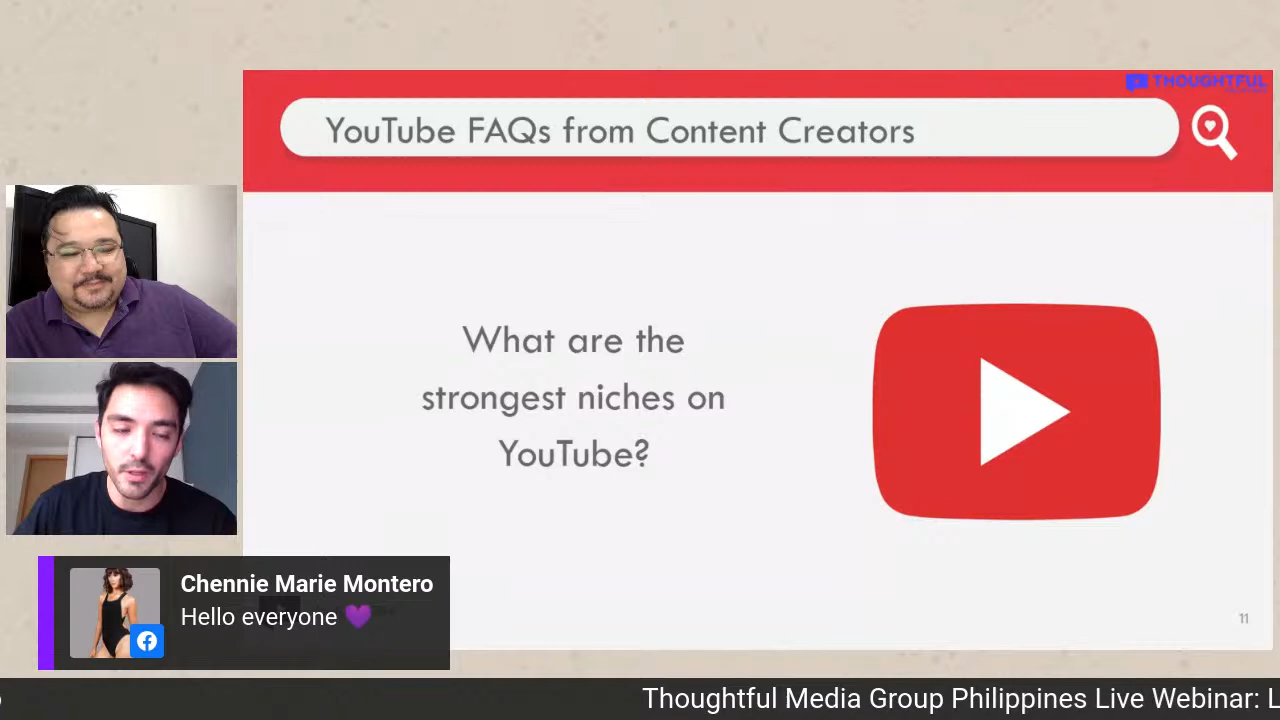 THOUGHTFUL
YouTube FAQs from Content Creators
What are the
strongest niches on
YouTube?
Chennie Marie Montero
Hello everyone 💜
11
Thoughtful Media Group Philippines Live Webinar: L